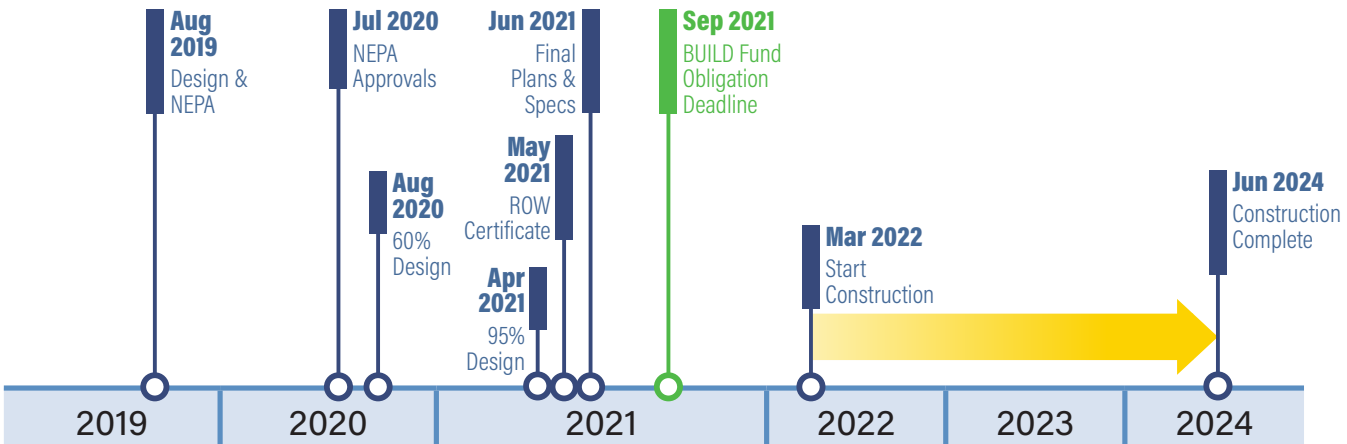 Aug
2019
Design &
NEPA
Jul 2020
NEPA
Approvals
Aug
2020
60%
Design
Apr
2021
95%
Design
May
2021
ROW
Certificate
Jun 2021
Final
Plans &
Specs
Sep 2021
BUILD Fund
Obligation
Deadline
Mar 2022
Start
Construction
Jun 2024
Construction
Complete
2019
2020
2021
2022
2023
2024